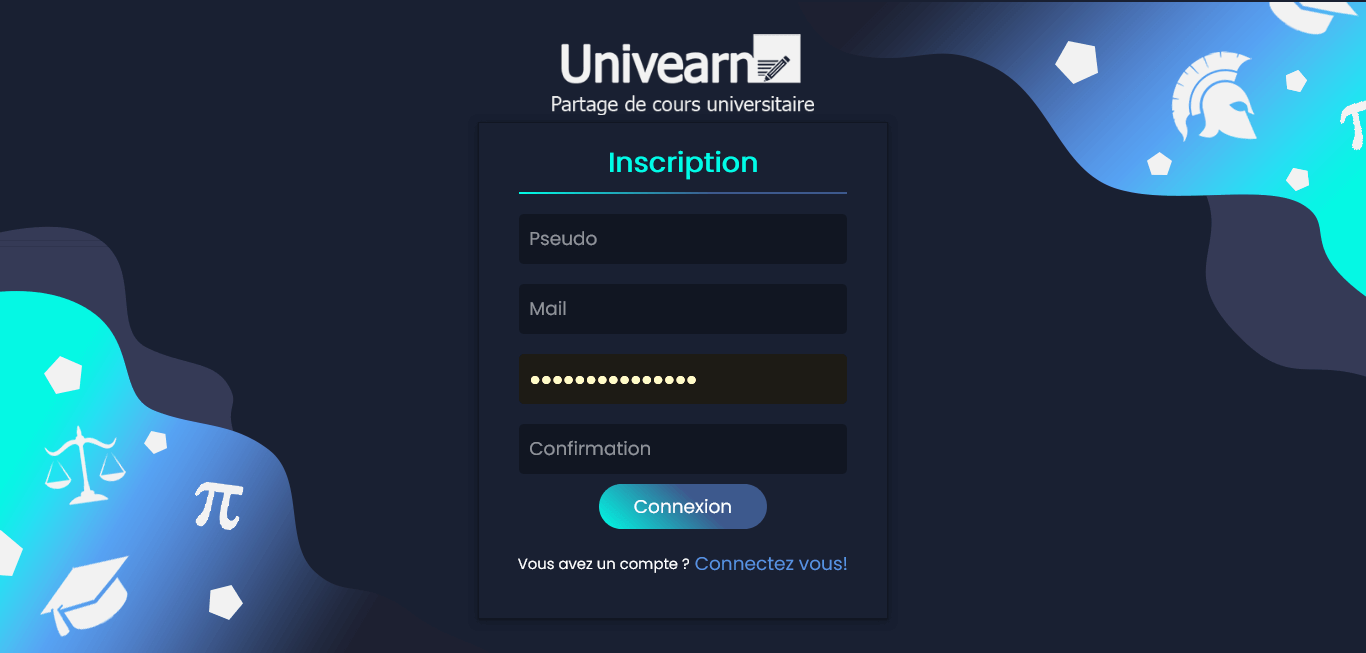 Univearn
Partage de cours universitaire
Inscription
Pseudo
Mail
•••••••••••••••
Confirmation
Connexion
Vous avez un compte ? Connectez vous!
π
π